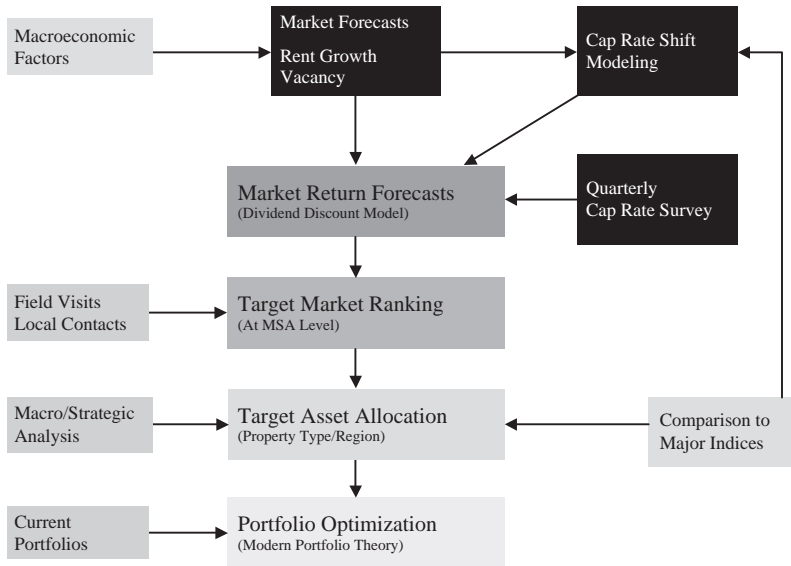 Macroeconomic
Factors
Market Forecasts
Rent Growth
Vacancy
Cap Rate Shift
Modeling
Market Return Forecasts
(Dividend Discount Model)
Quarterly
Cap Rate Survey
Field Visits
Local Contacts
Target Market Ranking
(At MSA Level)
Macro/Strategic
Analysis
Target Asset Allocation
(Property Type/Region)
Comparison to
Major Indices
Current
Portfolios
Portfolio Optimization
(Modern Portfolio Theory)